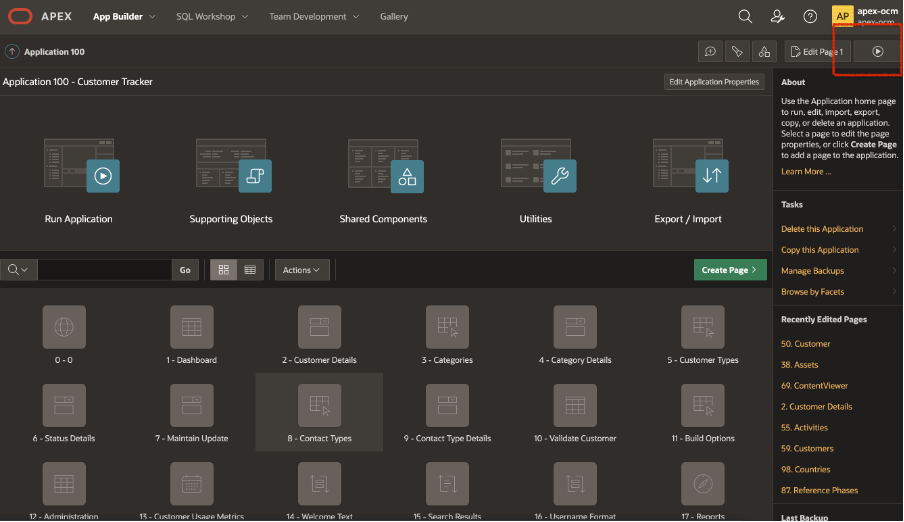 APEX
App Builder
SQL Workshop
Team Development
Gallery
AP
apex-ocm
apex-ocm
Application 100
Edit Page 1
Application 100 - Customer Tracker
Edit Application Properties
Run Application
Supporting Objects
Shared Components
Utilities
Export / Import
Go
Actions
Create Page
0 - 0
1 - Dashboard
2 - Customer Details
3 - Categories
4 - Category Details
5 - Customer Types
6 - Status Details
7 - Maintain Update
8 - Contact Types
9 - Contact Type Details
10 - Validate Customer
11 - Build Options
12 - Administration
13 - Customer Usage Metrics
14 - Welcome Text
15 - Search Results
16 - Username Format
17 - Reports
About
Use the Application home page
to run, edit, import, export,
copy, or delete an application.
Select a page to edit the page
properties, or click Create Page
to add a page to the application.
Learn More ...
Tasks
Delete this Application
Copy this Application
Manage Backups
Browse by Facets
Recently Edited Pages
50. Customer
38. Assets
69. ContentViewer
2. Customer Details
55. Activities
59. Customers
98. Countries
87. Reference Phases
Last Backup